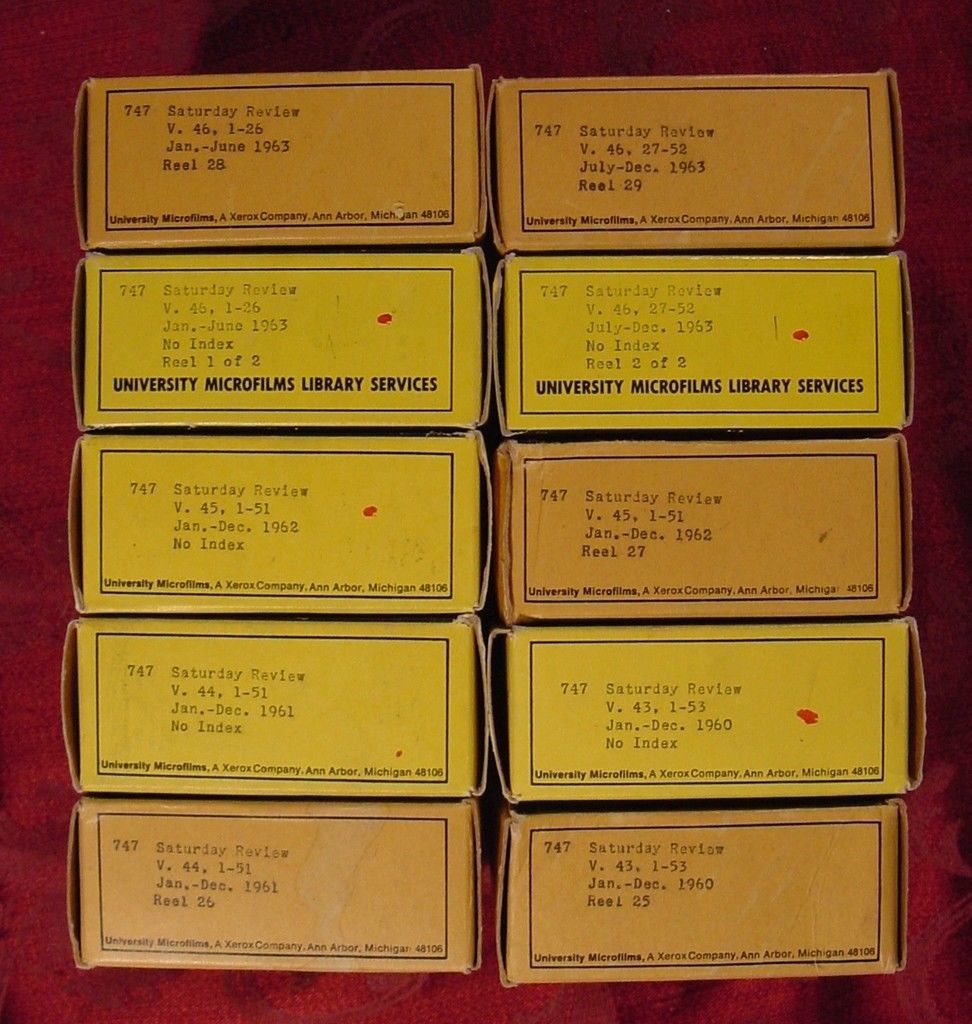 747 Saturday Review
V. 46, 1-26
Jan.-June 1963
Reel 28
University Microfilms, A Xerox Company, Ann Arbor, Michigan 48106
747 Saturday Review
V. 46, 27-52
July-Dec. 1963
Reel 29
University Microfilms, A Xerox Company, Ann Arbor, Michigan 48106
747 Saturday Review
V. 46, 1-26
Jan.-June 1963
No Index
Reel 1 of 2
UNIVERSITY MICROFILMS LIBRARY SERVICES
747 Saturday Review
V. 46, 27-52
July-Dec. 1963
No Index
Reel 2 of 2
UNIVERSITY MICROFILMS LIBRARY SERVICES
747 Saturday Review
V. 45, 1-51
Jan.-Dec. 1962
No Index
University Microfilms, A Xerox Company, Ann Arbor, Michigan 48106
747 Saturday Review
V. 45, 1-51
Jan.-Dec. 1962
Reel 27
University Microfilms, A Xerox Company, Ann Arbor, Michigan 48106
747 Saturday Review
V. 44, 1-51
Jan.-Dec. 1961
No Index
University Microfilms, A Xerox Company, Ann Arbor, Michigan 48106
747 Saturday Review
V. 43, 1-53
Jan.-Dec. 1960
No Index
University Microfilms, A Xerox Company, Ann Arbor, Michigan 48106
747 Saturday Review
V. 44, 1-51
Jan.-Dec. 1961
Reel 26
University Microfilms, A Xerox Company, Ann Arbor, Michigan 48106
747 Saturday Review
V. 43, 1-53
Jan.-Dec. 1960
Reel 25
University Microfilms, A Xerox Company, Ann Arbor, Michigan 48106